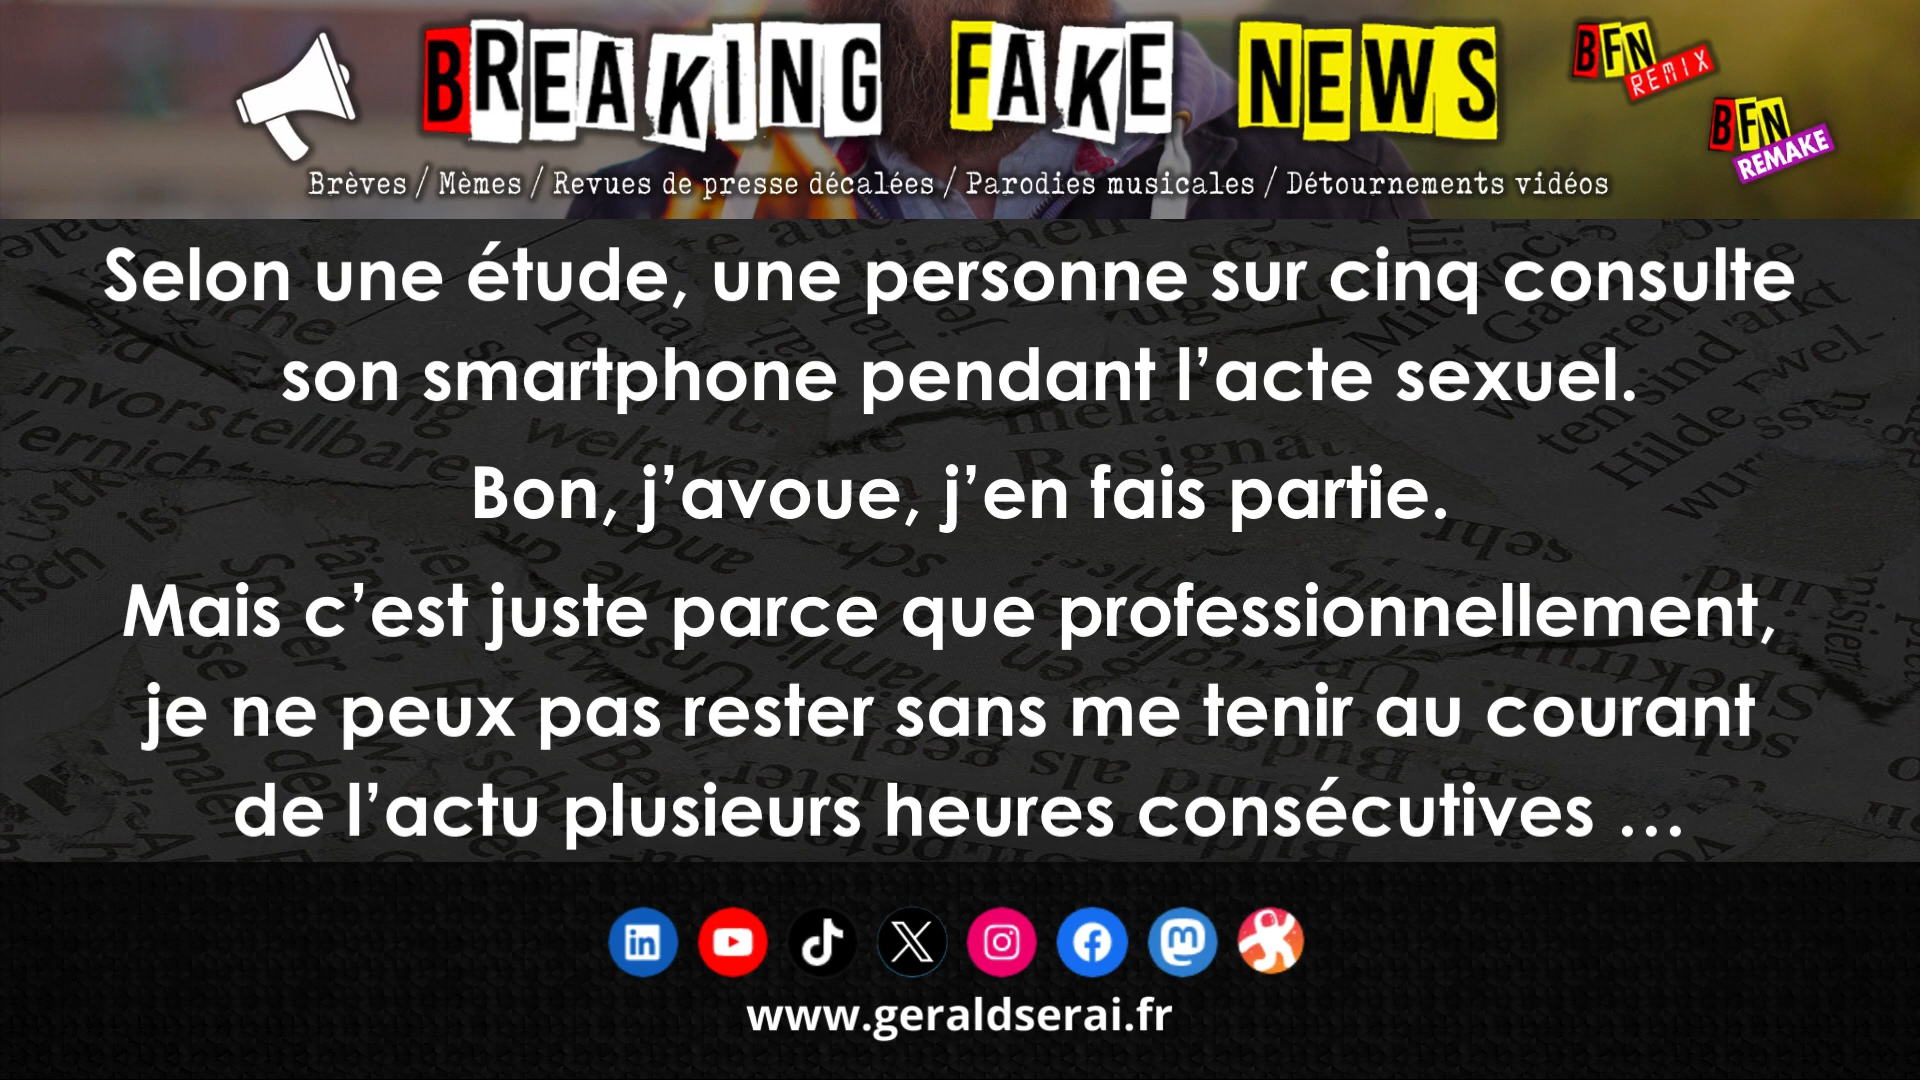 BREAKING FAKE NEWS
BFN REMIX
BFN REMAKE
Brèves / Mèmes / Revues de presse décalées / Parodies musicales / Détournements vidéos
Selon une étude, une personne sur cinq consulte
son smartphone pendant l’acte sexuel.
Bon, j’avoue, j’en fais partie.
Mais c’est juste parce que professionnellement,
je ne peux pas rester sans me tenir au courant
de l’actu plusieurs heures consécutives …
www.geraldserai.fr